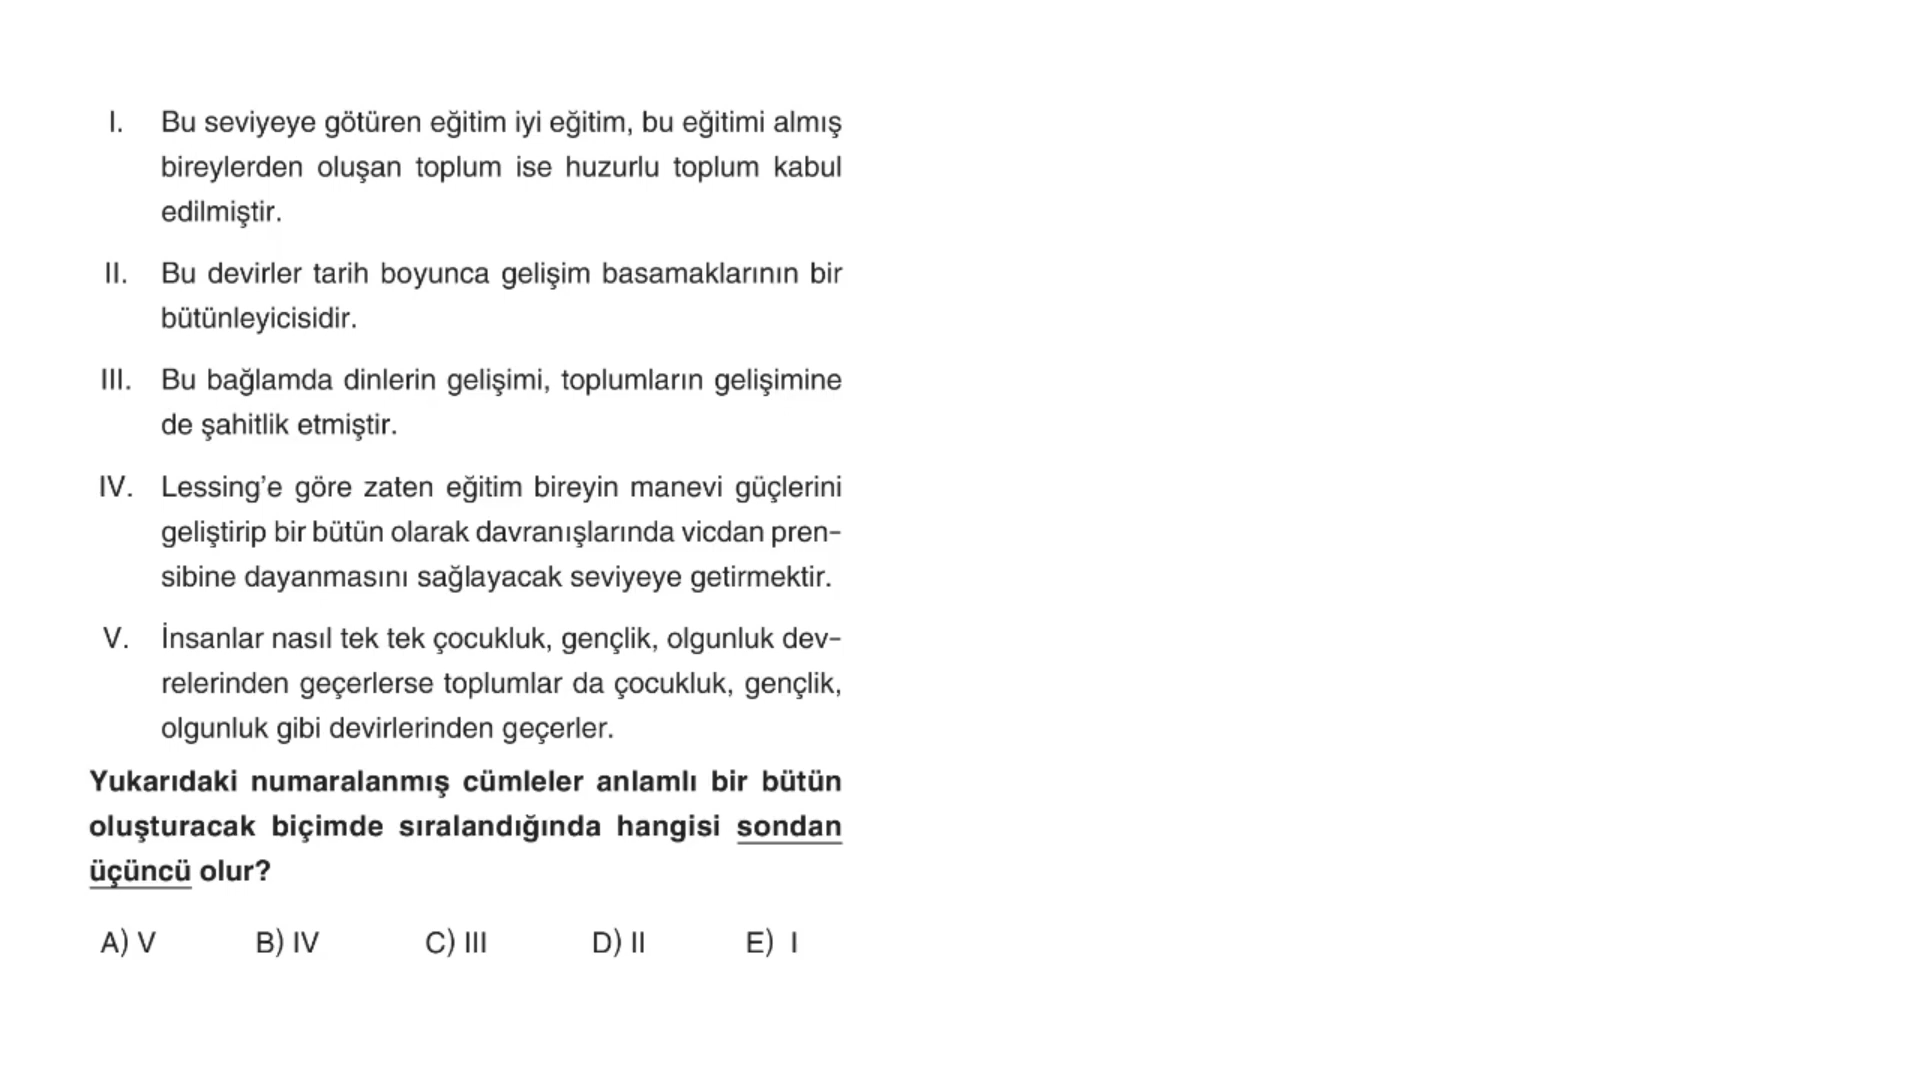 I. Bu seviyeye götüren eğitim iyi eğitim, bu eğitimi almış
bireylerden oluşan toplum ise huzurlu toplum kabul
edilmiştir.
II. Bu devirler tarih boyunca gelişim basamaklarının bir
bütünleyicisidir.
III. Bu bağlamda dinlerin gelişimi, toplumların gelişimine
de şahitlik etmiştir.
IV. Lessing’e göre zaten eğitim bireyin manevi güçlerini
geliştirip bir bütün olarak davranışlarında vicdan pren-
sibine dayanmasını sağlayacak seviyeye getirmektir.
V. İnsanlar nasıl tek tek çocukluk, gençlik, olgunluk dev-
relerinden geçerlerse toplumlar da çocukluk, gençlik,
olgunluk gibi devirlerinden geçerler.
Yukarıdaki numaralanmış cümleler anlamlı bir bütün
oluşturacak biçimde sıralandığında hangisi sondan
üçüncü olur?
A) V B) IV C) III D) II E) I